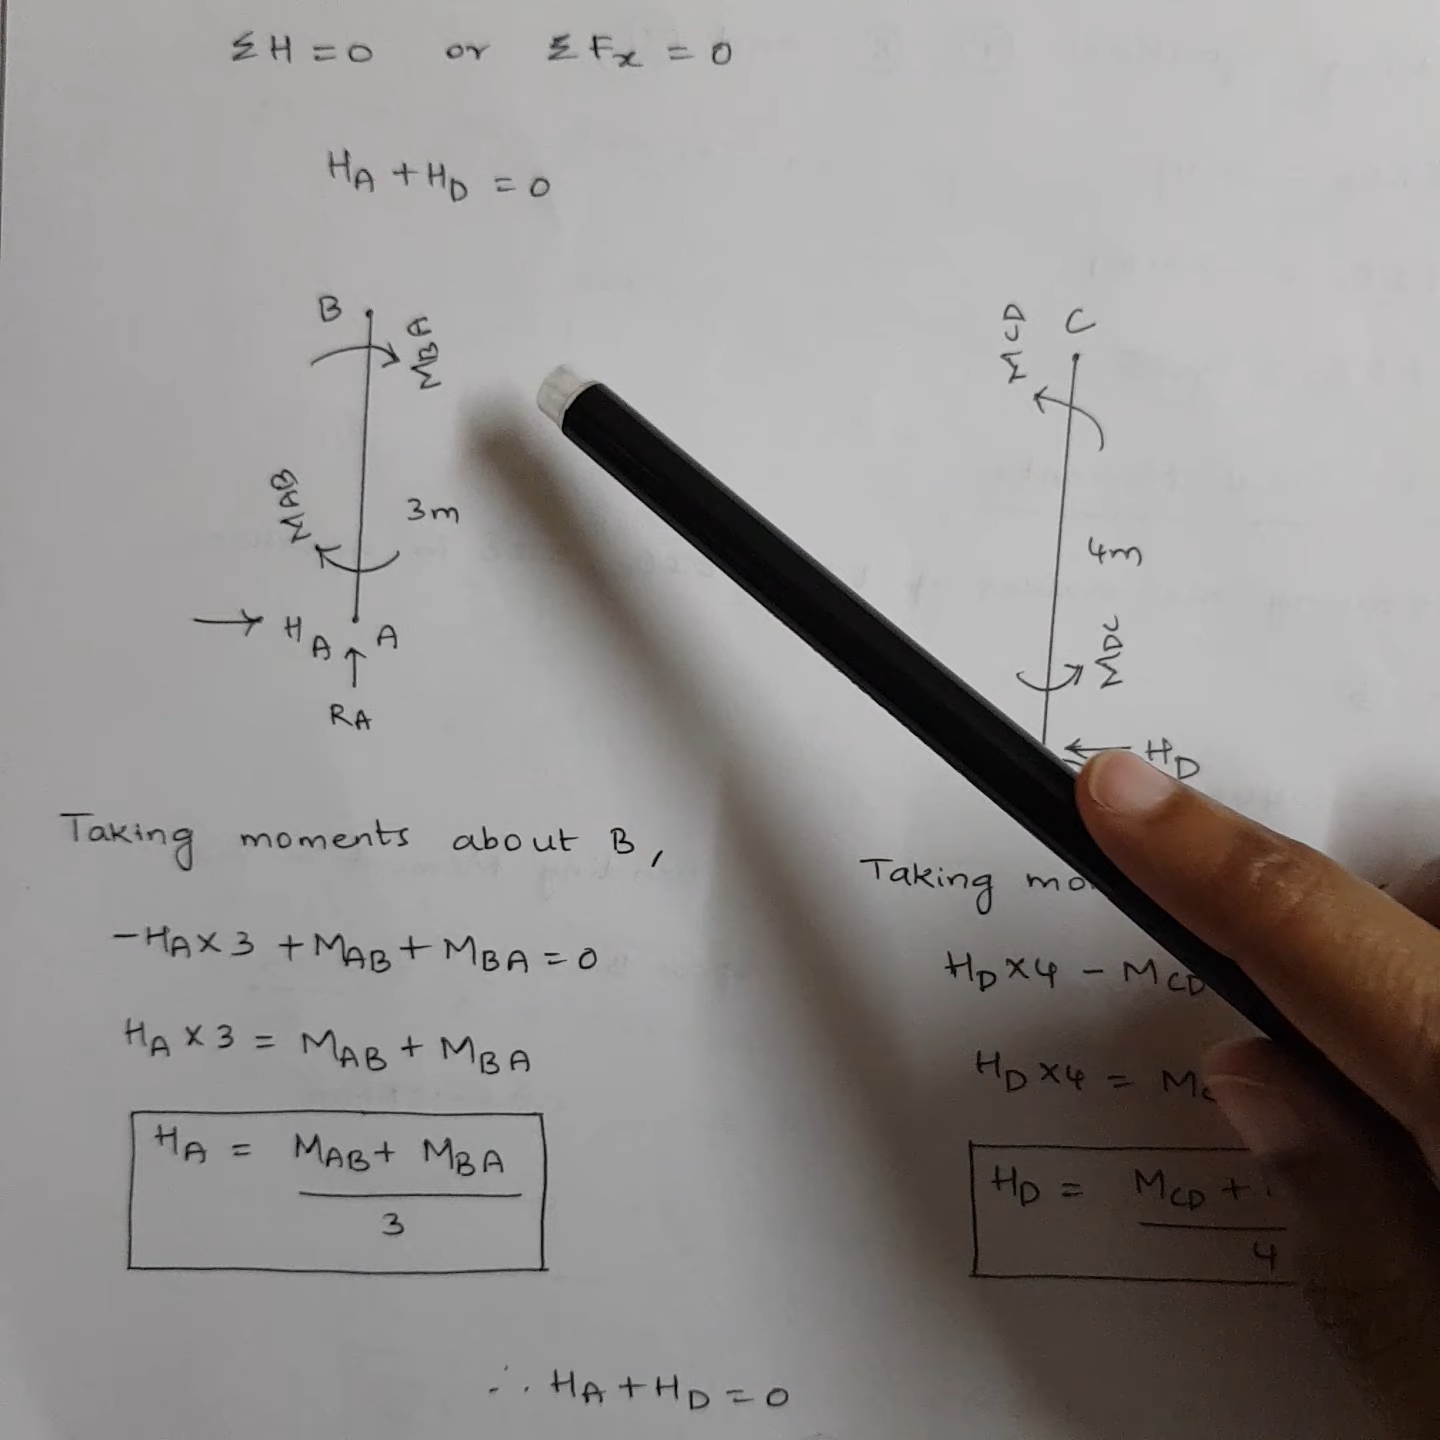 ΣH = 0 or ΣFx = 0
HA + HD = 0
B
MBA
MAB
3m
HA
A
RA
MCD
C
4m
MDC
HD
Taking moments about B,
-HA×3 + MAB + MBA = 0
HA×3 = MAB + MBA
HA = MAB + MBA
3
Taking
HD×4 - MCD
HD×4 =
HD = MCD +
4
∴ HA + HD = 0